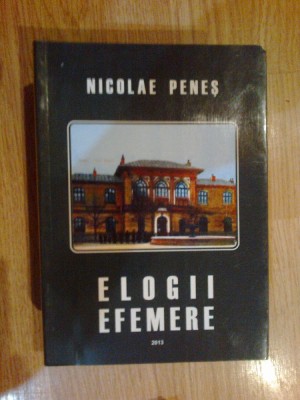 NICOLAE PENEȘ
ELOGII
EFEMERE
2013